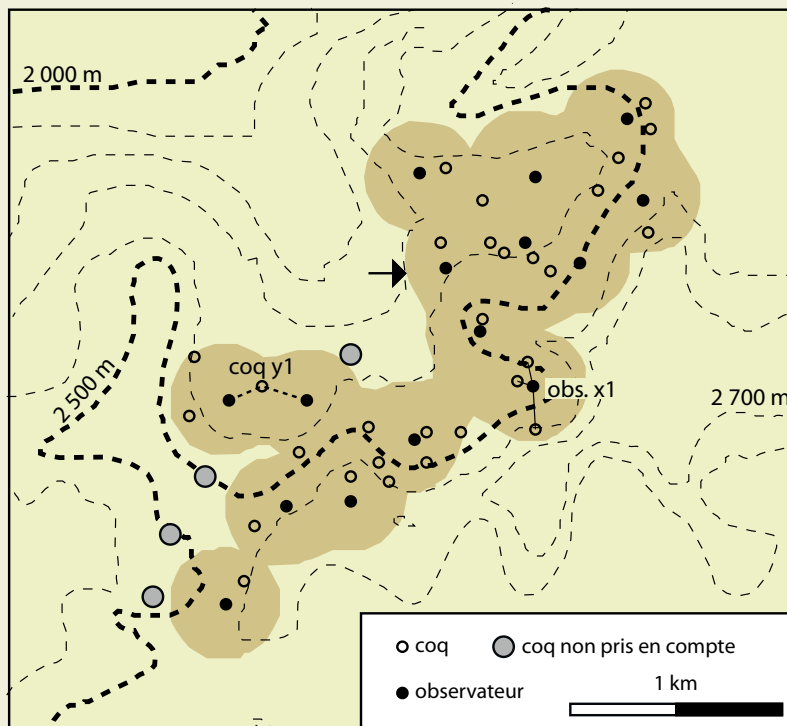 2 000 m
coq y1
2 500 m
obs. x1
2 700 m
coq
coq non pris en compte
observateur
1 km